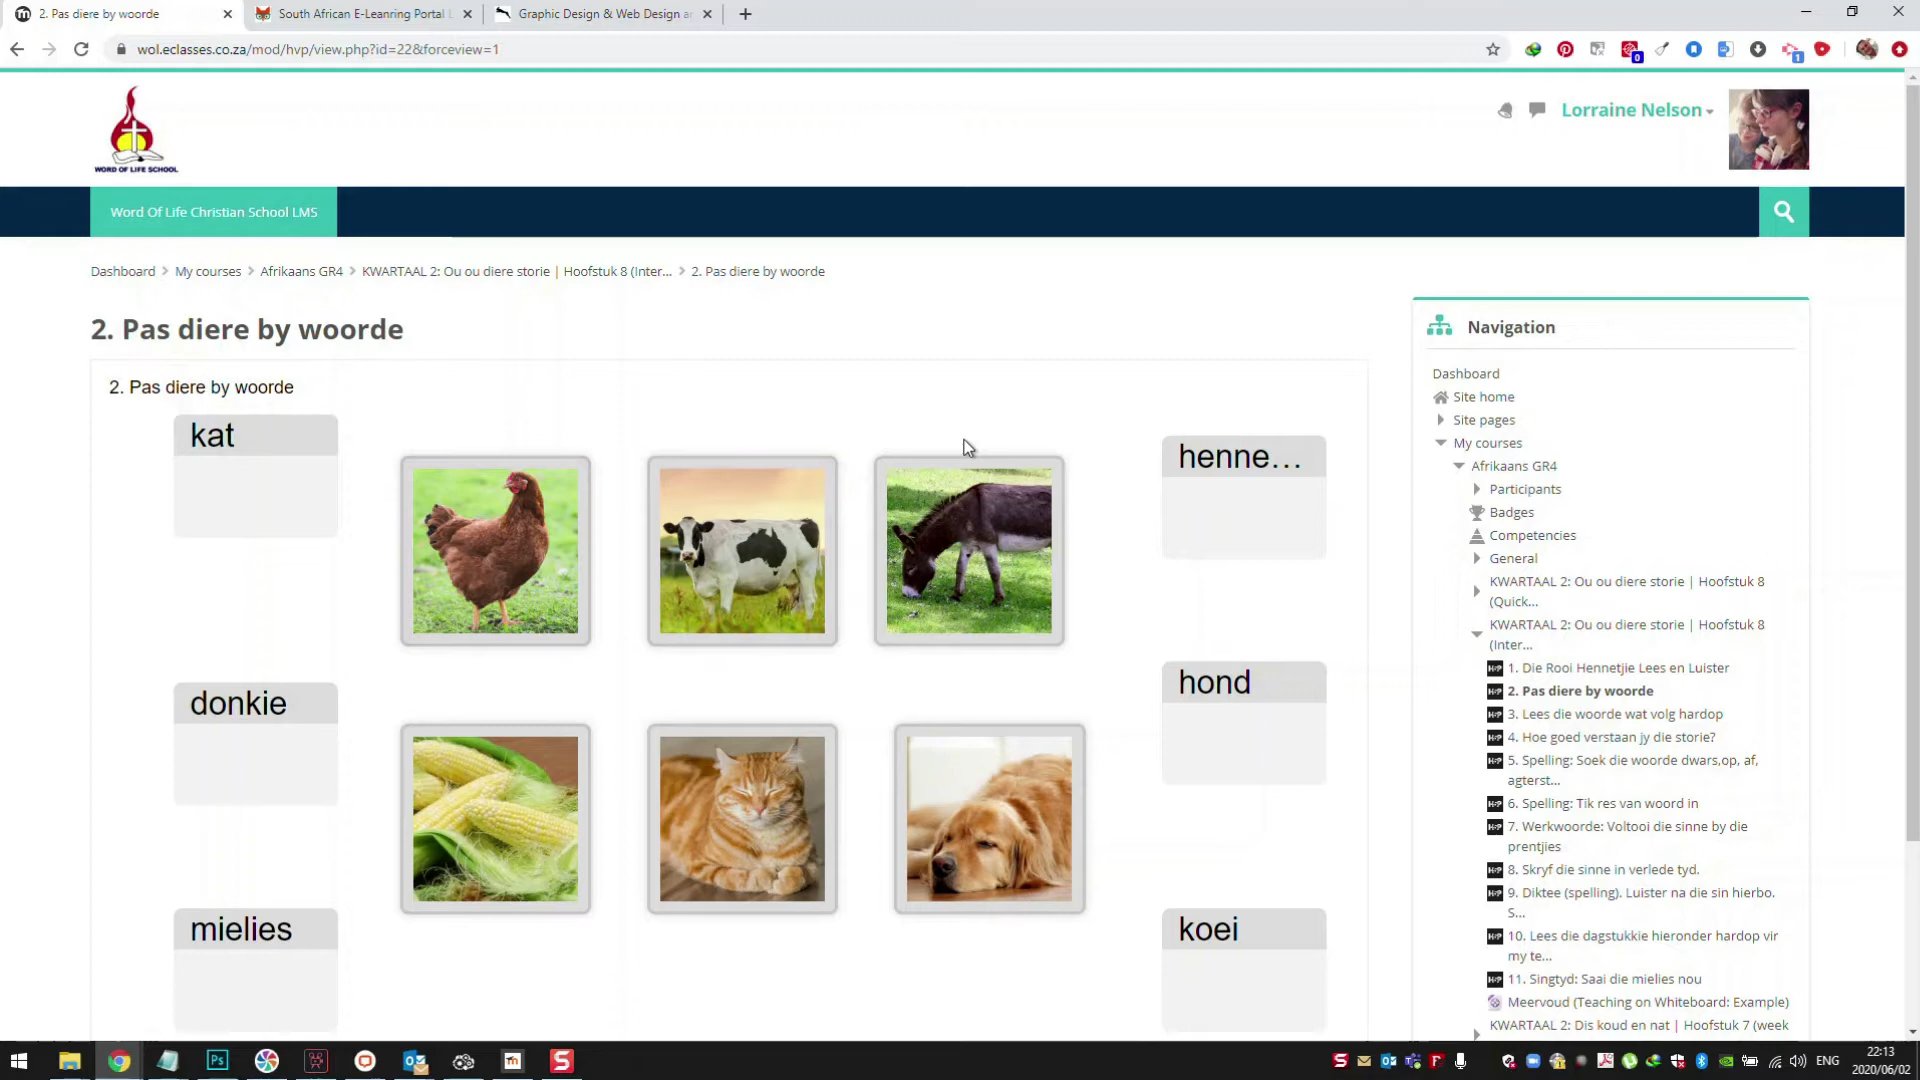 2. Pas diere by woorde
South African E-Leanring Portal
Graphic Design & Web Design
wol.eclasses.co.za/mod/hvp/view.php?id=22&forceview=1
WORD OF LIFE SCHOOL
Lorraine Nelson
Word Of Life Christian School LMS
Dashboard
My courses
Afrikaans GR4
KWARTAAL 2: Ou ou diere storie | Hoofstuk 8 (Inter...
2. Pas diere by woorde
2. Pas diere by woorde
2. Pas diere by woorde
kat
henne...
donkie
hond
mielies
koei
Navigation
Dashboard
Site home
Site pages
My courses
Afrikaans GR4
Participants
Badges
Competencies
General
KWARTAAL 2: Ou ou diere storie | Hoofstuk 8
(Quick...
KWARTAAL 2: Ou ou diere storie | Hoofstuk 8
(Inter...
1. Die Rooi Hennetjie Lees en Luister
2. Pas diere by woorde
3. Lees die woorde wat volg hardop
4. Hoe goed verstaan jy die storie?
5. Spelling: Soek die woorde dwars,op, af,
agterst...
6. Spelling: Tik res van woord in
7. Werkwoorde: Voltooi die sinne by die
prentjies
8. Skryf die sinne in verlede tyd.
9. Diktee (spelling). Luister na die sin hierbo.
S...
10. Lees die dagstukkie hieronder hardop vir
my te...
11. Singtyd: Saai die mielies nou
Meervoud (Teaching on Whiteboard: Example)
KWARTAAL 2: Dis koud en nat | Hoofstuk 7 (week
ENG
22:13
2020/06/02